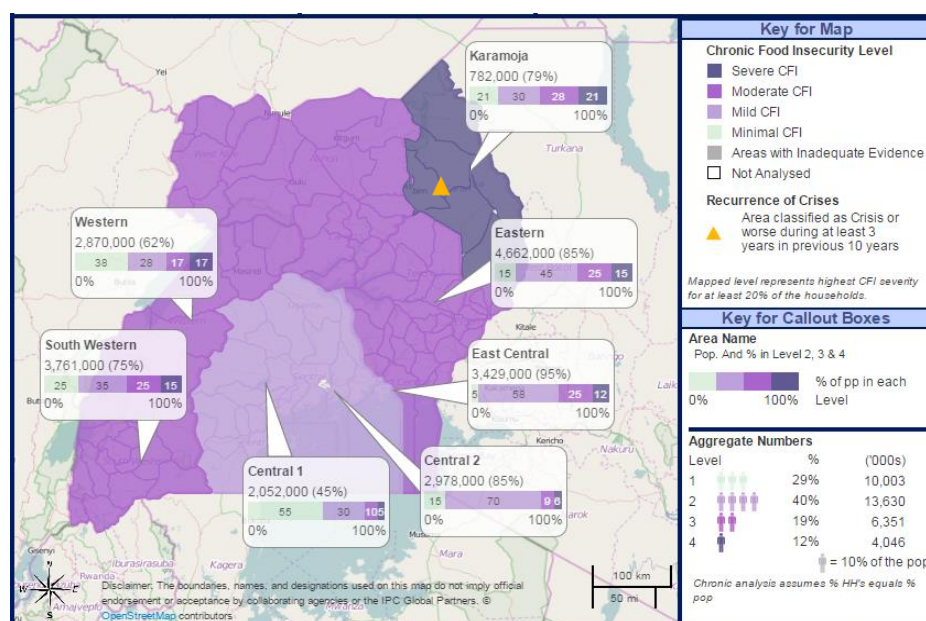 Karamoja
782,000 (79%)
21 30 28 21
0% 100%
Western
2,870,000 (62%)
38 28 17 17
0% 100%
Eastern
4,662,000 (85%)
15 45 25 15
0% 100%
South Western
3,761,000 (75%)
25 35 25 15
0% 100%
East Central
3,429,000 (95%)
5 58 25 12
0% 100%
Central 1
2,052,000 (45%)
55 30 10 5
0% 100%
Central 2
2,978,000 (85%)
15 70 9 6
0% 100%
Yei
Nimule
Turkana
Kitale
Kericho
Nakuru
Mara
Kagera
Gisenyi
Rwanda
100 km
50 mi
W E
S
Disclaimer: The boundaries, names, and designations used on this map do not imply official
endorsement or acceptance by collaborating agencies or the IPC Global Partners. ©
OpenStreetMap contributors
Key for Map
Chronic Food Insecurity Level
Severe CFI
Moderate CFI
Mild CFI
Minimal CFI
Areas with Inadequate Evidence
Not Analysed
Recurrence of Crises
Area classified as Crisis or
worse during at least 3
years in previous 10 years
Mapped level represents highest CFI severity
for at least 20% of the households.
Key for Callout Boxes
Area Name
Pop. And % in Level 2, 3 & 4
% of pp in each
0% 100% Level
Aggregate Numbers
Level % ('000s)
1 29% 10,003
2 40% 13,630
3 19% 6,351
4 12% 4,046
= 10% of the pop
Chronic analysis assumes % HH's equals %
pop